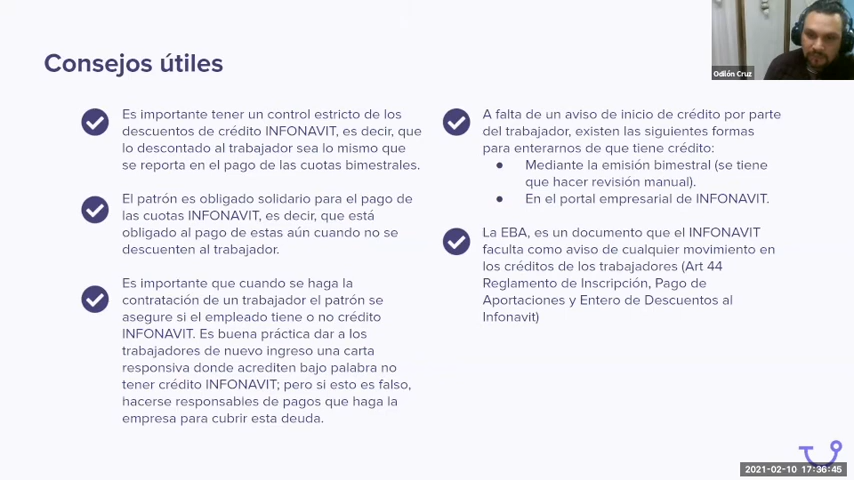 Consejos útiles
Es importante tener un control estricto de los
descuentos de crédito INFONAVIT, es decir, que
lo descontado al trabajador sea lo mismo que
se reporta en el pago de las cuotas bimestrales.
El patrón es obligado solidario para el pago de
las cuotas INFONAVIT, es decir, que está
obligado al pago de estas aún cuando no se
descuenten al trabajador.
Es importante que cuando se haga la
contratación de un trabajador el patrón se
asegure si el empleado tiene o no crédito
INFONAVIT. Es buena práctica dar a los
trabajadores de nuevo ingreso una carta
responsiva donde acrediten bajo palabra no
tener crédito INFONAVIT; pero si esto es falso,
hacerse responsables de pagos que haga la
empresa para cubrir esta deuda.
A falta de un aviso de inicio de crédito por parte
del trabajador, existen las siguientes formas
para enterarnos de que tiene crédito:
● Mediante la emisión bimestral (se tiene
que hacer revisión manual).
● En el portal empresarial de INFONAVIT.
La EBA, es un documento que el INFONAVIT
faculta como aviso de cualquier movimiento en
los créditos de los trabajadores (Art 44
Reglamento de Inscripción, Pago de
Aportaciones y Entero de Descuentos al
Infonavit)
Odilón Cruz
2021-02-10 17:36:45